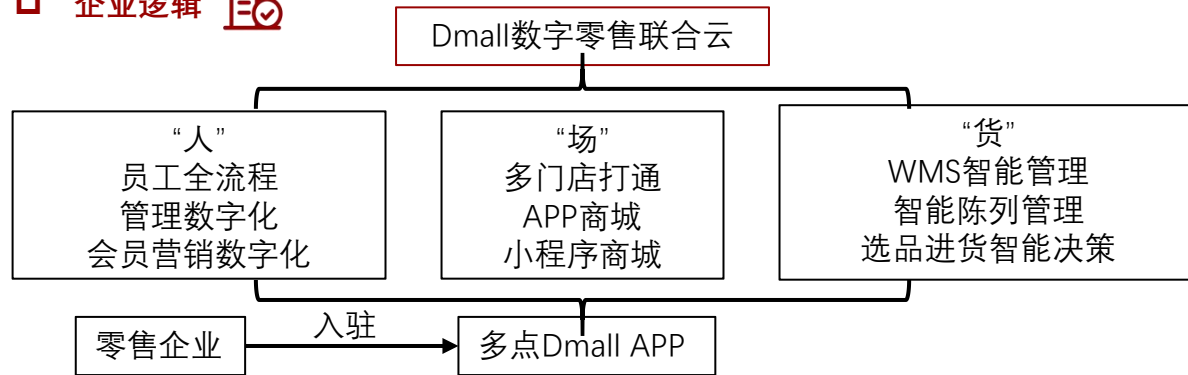 企业逻辑
Dmall数字零售联合云
“人”
员工全流程
管理数字化
会员营销数字化
“场”
多门店打通
APP商城
小程序商城
“货”
WMS智能管理
智能陈列管理
选品进货智能决策
零售企业
入驻
多点Dmall APP